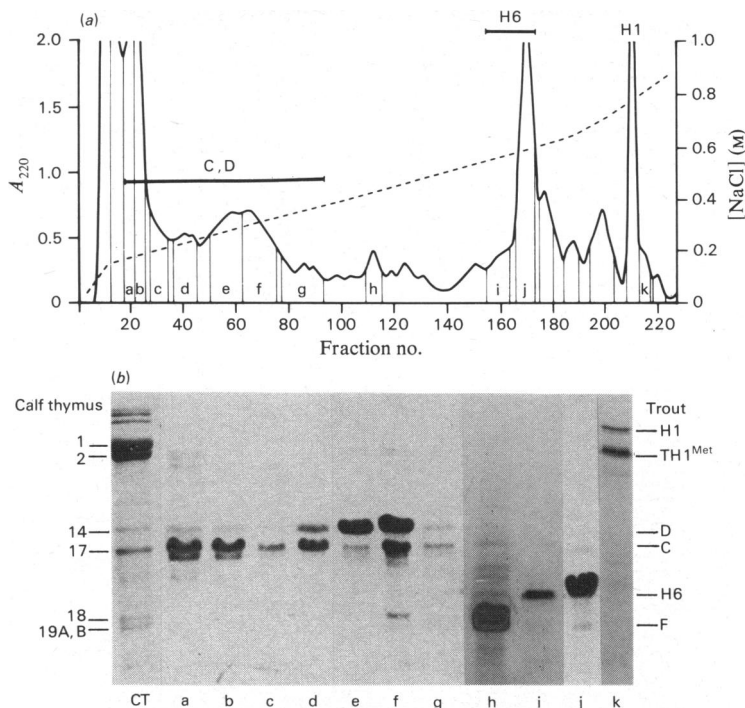 (a)
H6
H1
2.0
1.0
1.5
0.8
1.0
0.6
C, D
0.4
0.5
0.2
a b c d e f g h i j k
0
0
20 40 60 80 100 120 140 160 180 200 220
A220
[NaCl] (M)
Fraction no.
(b)
Calf thymus
Trout
1
H1
2
TH1Met
14
D
17
C
18
H6
19A, B
F
CT a b c d e f g h i j k